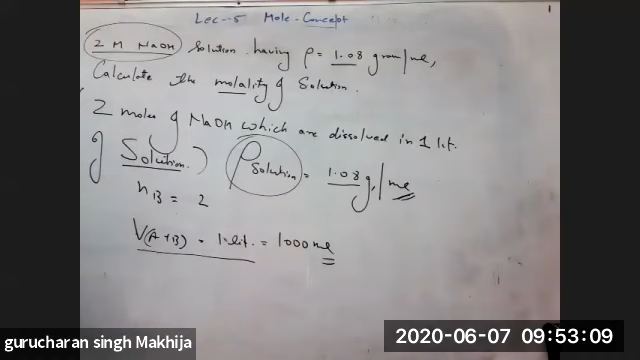 Lec-5 Mole-Concept
2 M NaOH Solution having ρ = 1.08 gram/ml,
Calculate the molality of Solution.
2 moles of NaOH which are dissolved in 1 lit.
of Solution.) ρ solution = 1.08 g/ml
nB = 2
V(A+B) = 1 lit. = 1000 ml
gurucharan singh Makhija
2020-06-07 09:53:09